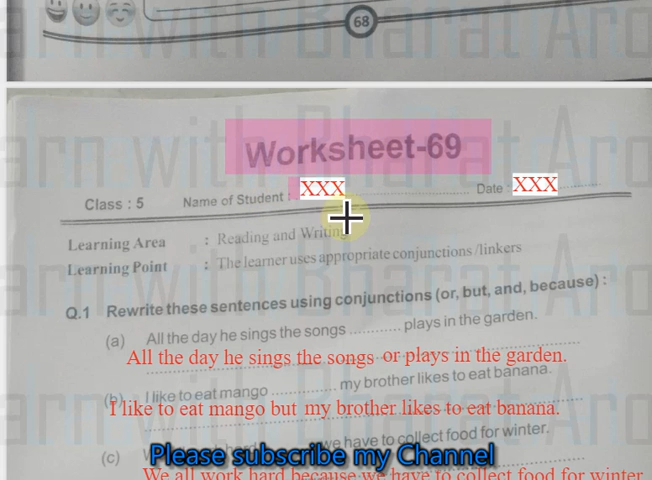 68
Worksheet-69
Class : 5 Name of Student : XXX Date : XXX
Learning Area : Reading and Writing
Learning Point : The learner uses appropriate conjunctions /linkers
Q.1 Rewrite these sentences using conjunctions (or, but, and, because) :
(a) All the day he sings the songs .......... plays in the garden.
All the day he sings the songs or plays in the garden.
(b) I like to eat mango ............. my brother likes to eat banana.
I like to eat mango but my brother likes to eat banana.
(c) we have to collect food for winter.
Please subscribe my Channel
We all work hard because we have to collect food for winter